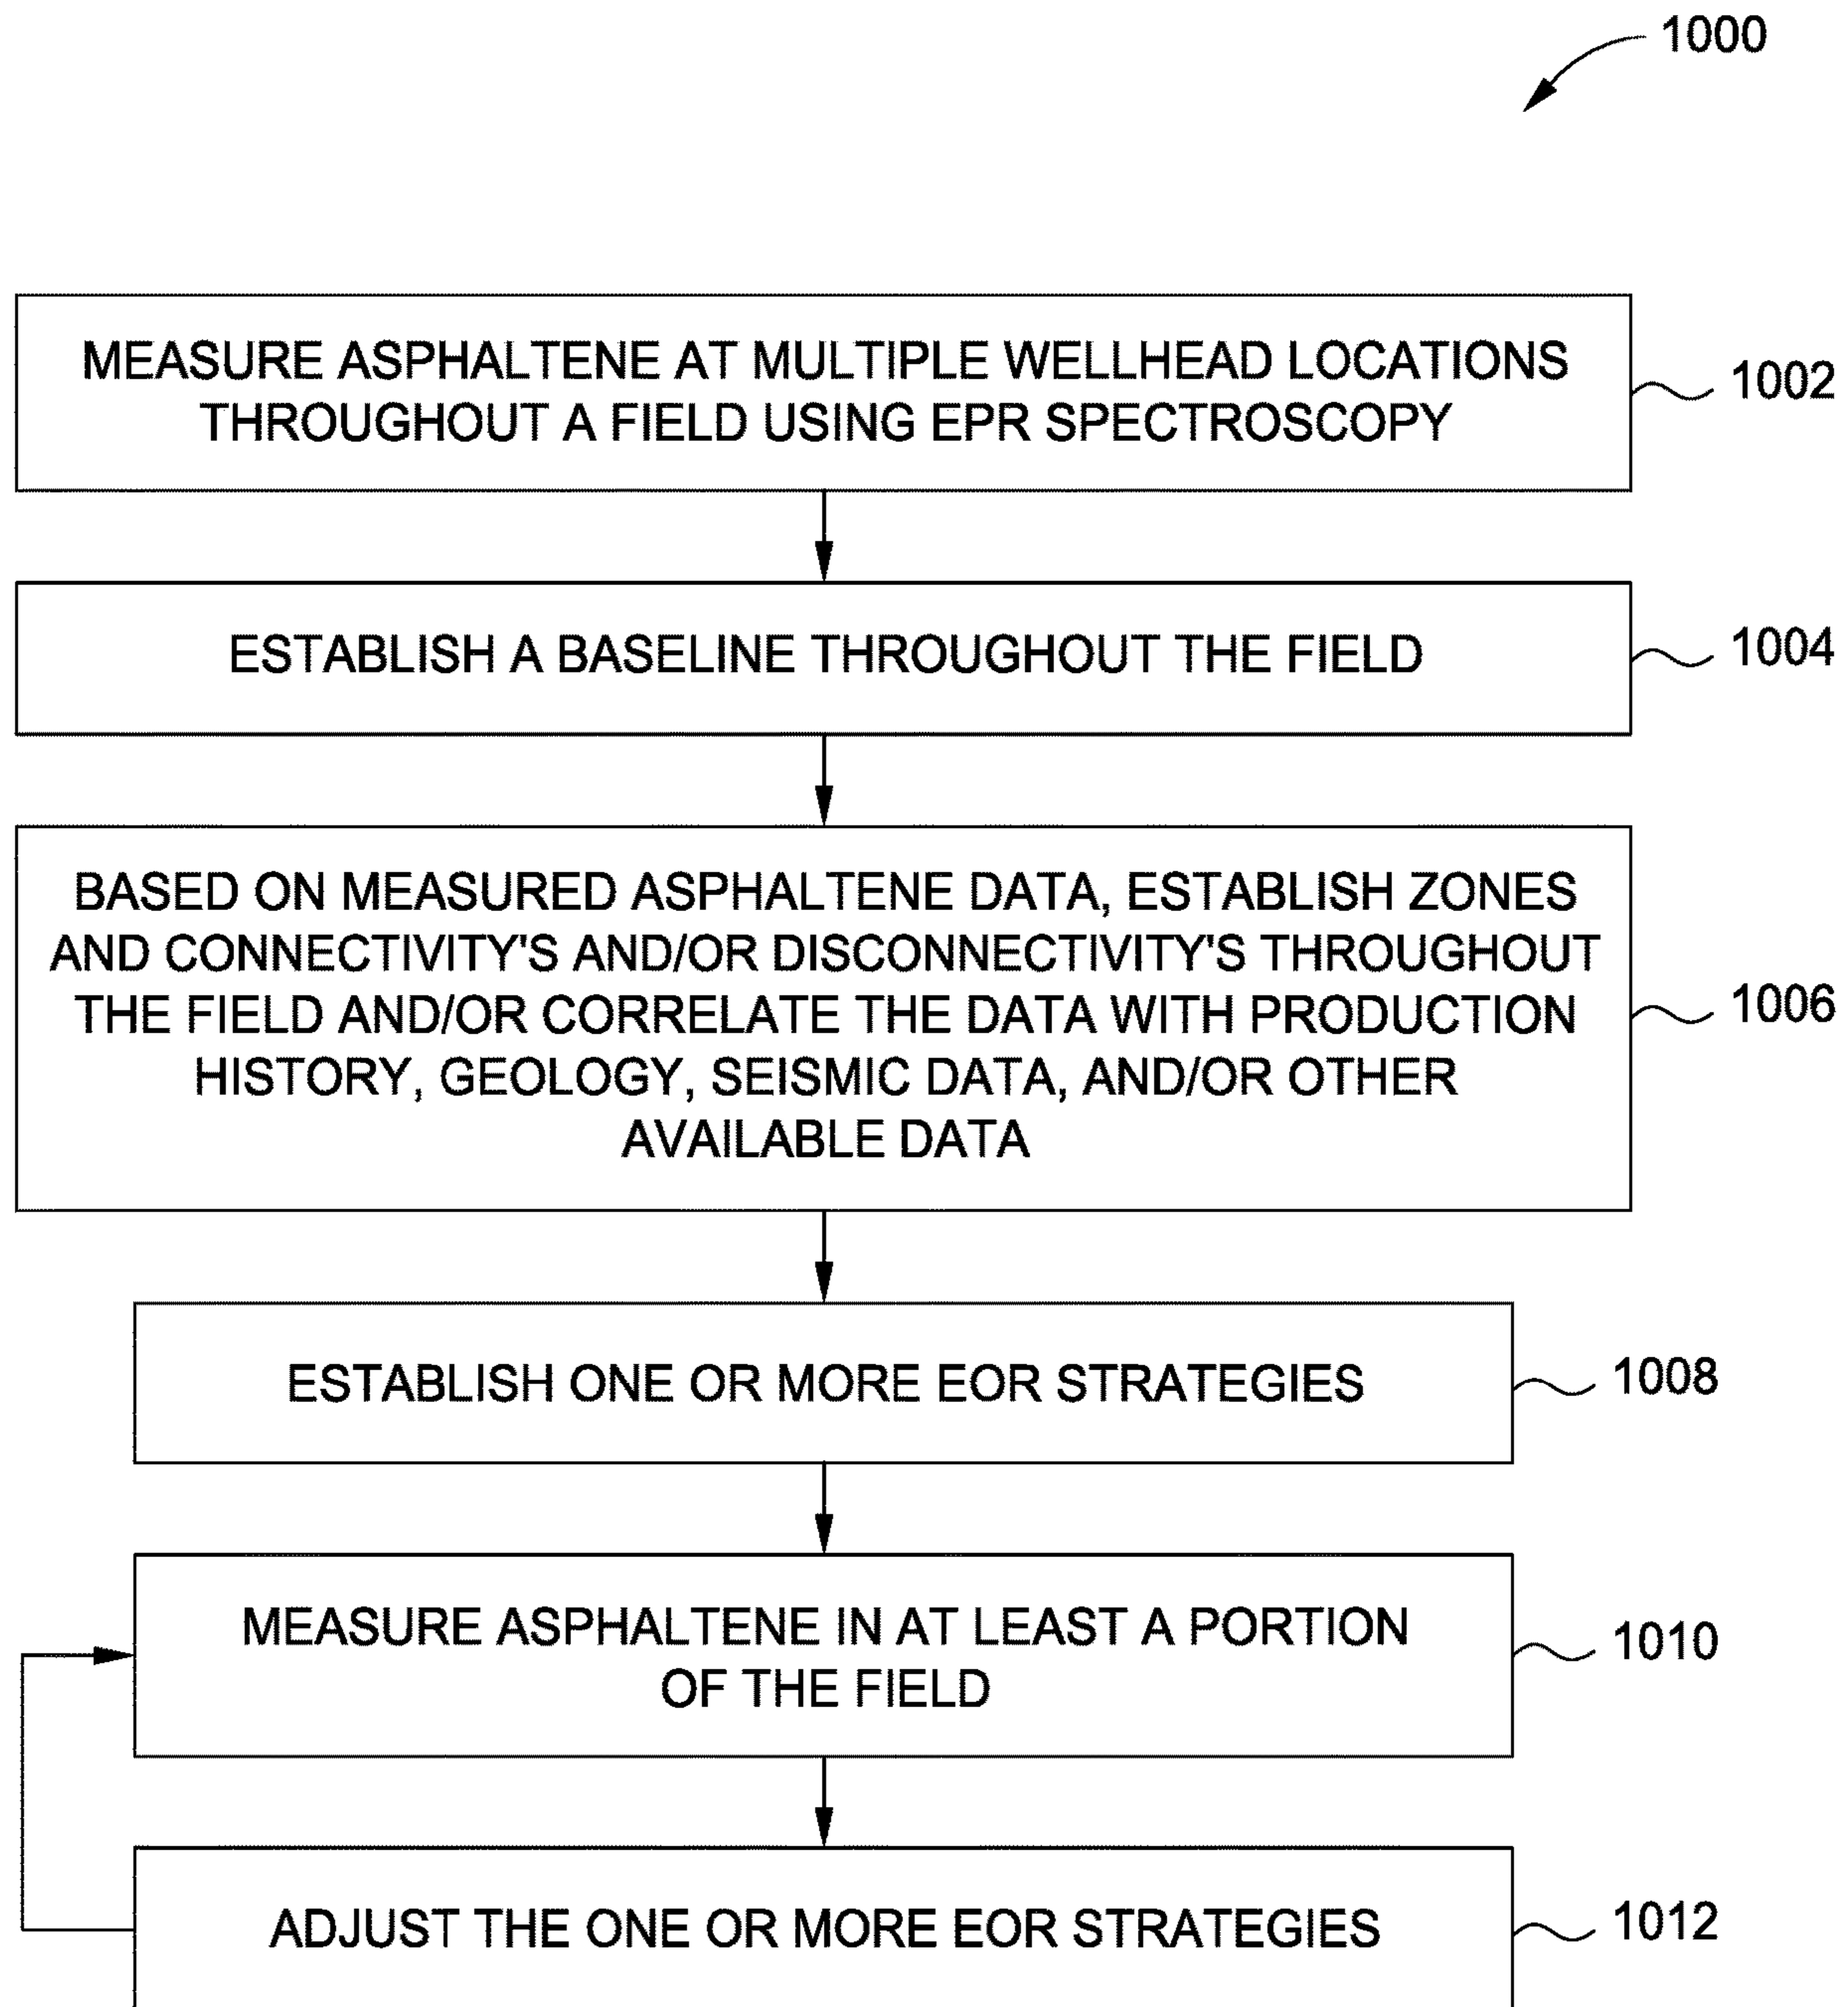 1000
MEASURE ASPHALTENE AT MULTIPLE WELLHEAD LOCATIONS
THROUGHOUT A FIELD USING EPR SPECTROSCOPY
1002
ESTABLISH A BASELINE THROUGHOUT THE FIELD
1004
BASED ON MEASURED ASPHALTENE DATA, ESTABLISH ZONES
AND CONNECTIVITY'S AND/OR DISCONNECTIVITY'S THROUGHOUT
THE FIELD AND/OR CORRELATE THE DATA WITH PRODUCTION
HISTORY, GEOLOGY, SEISMIC DATA, AND/OR OTHER
AVAILABLE DATA
1006
ESTABLISH ONE OR MORE EOR STRATEGIES
1008
MEASURE ASPHALTENE IN AT LEAST A PORTION
OF THE FIELD
1010
ADJUST THE ONE OR MORE EOR STRATEGIES
1012